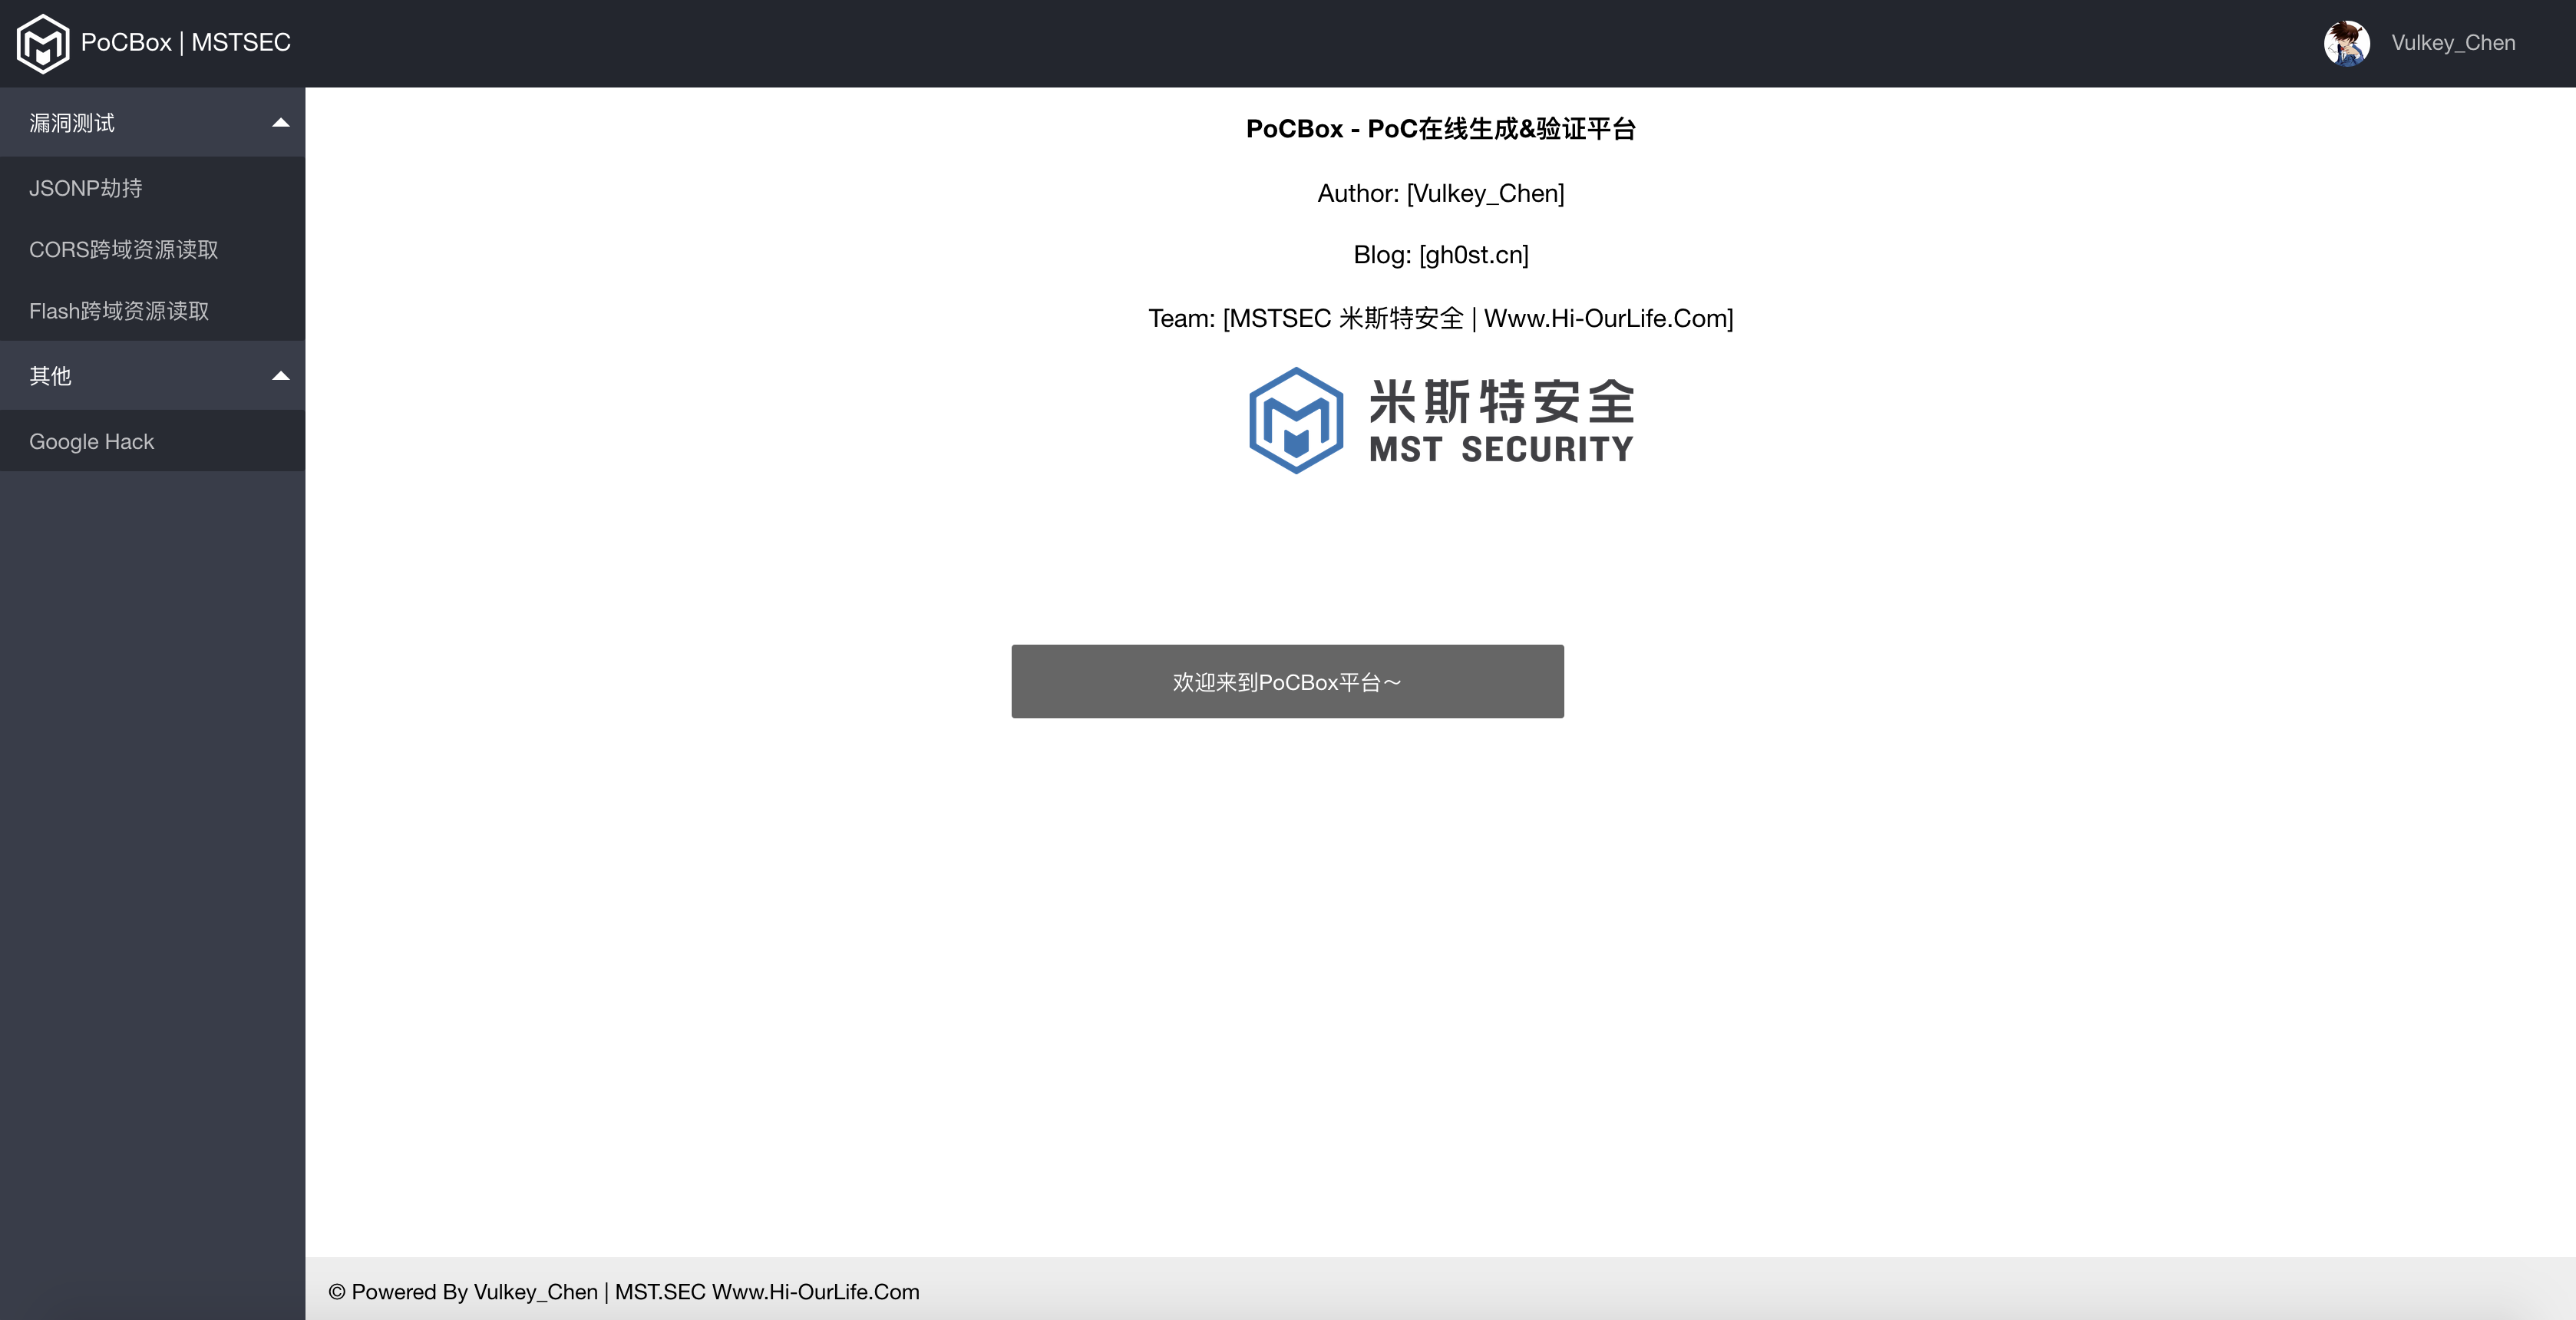 PoCBox | MSTSEC
Vulkey_Chen
漏洞测试
JSONP劫持
CORS跨域资源读取
Flash跨域资源读取
其他
Google Hack
PoCBox - PoC在线生成&验证平台
Author: [Vulkey_Chen]
Blog: [gh0st.cn]
Team: [MSTSEC 米斯特安全 | Www.Hi-OurLife.Com]
米斯特安全
MST SECURITY
欢迎来到PoCBox平台～
© Powered By Vulkey_Chen | MST.SEC Www.Hi-OurLife.Com